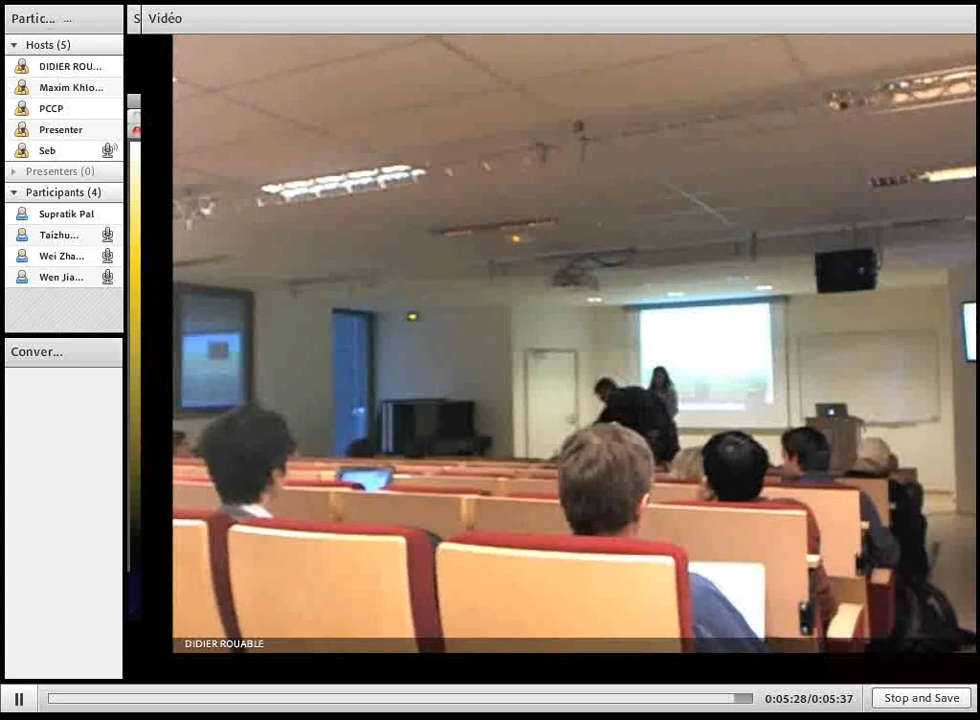 Partic... ...
S
Vidéo
Hosts (5)
DIDIER ROU...
Maxim Khlo...
PCCP
Presenter
Seb
Presenters (0)
Participants (4)
Supratik Pal
Taizhu...
Wei Zha...
Wen Jia...
Conver...
DIDIER ROUABLE
0:05:28/0:05:37
Stop and Save